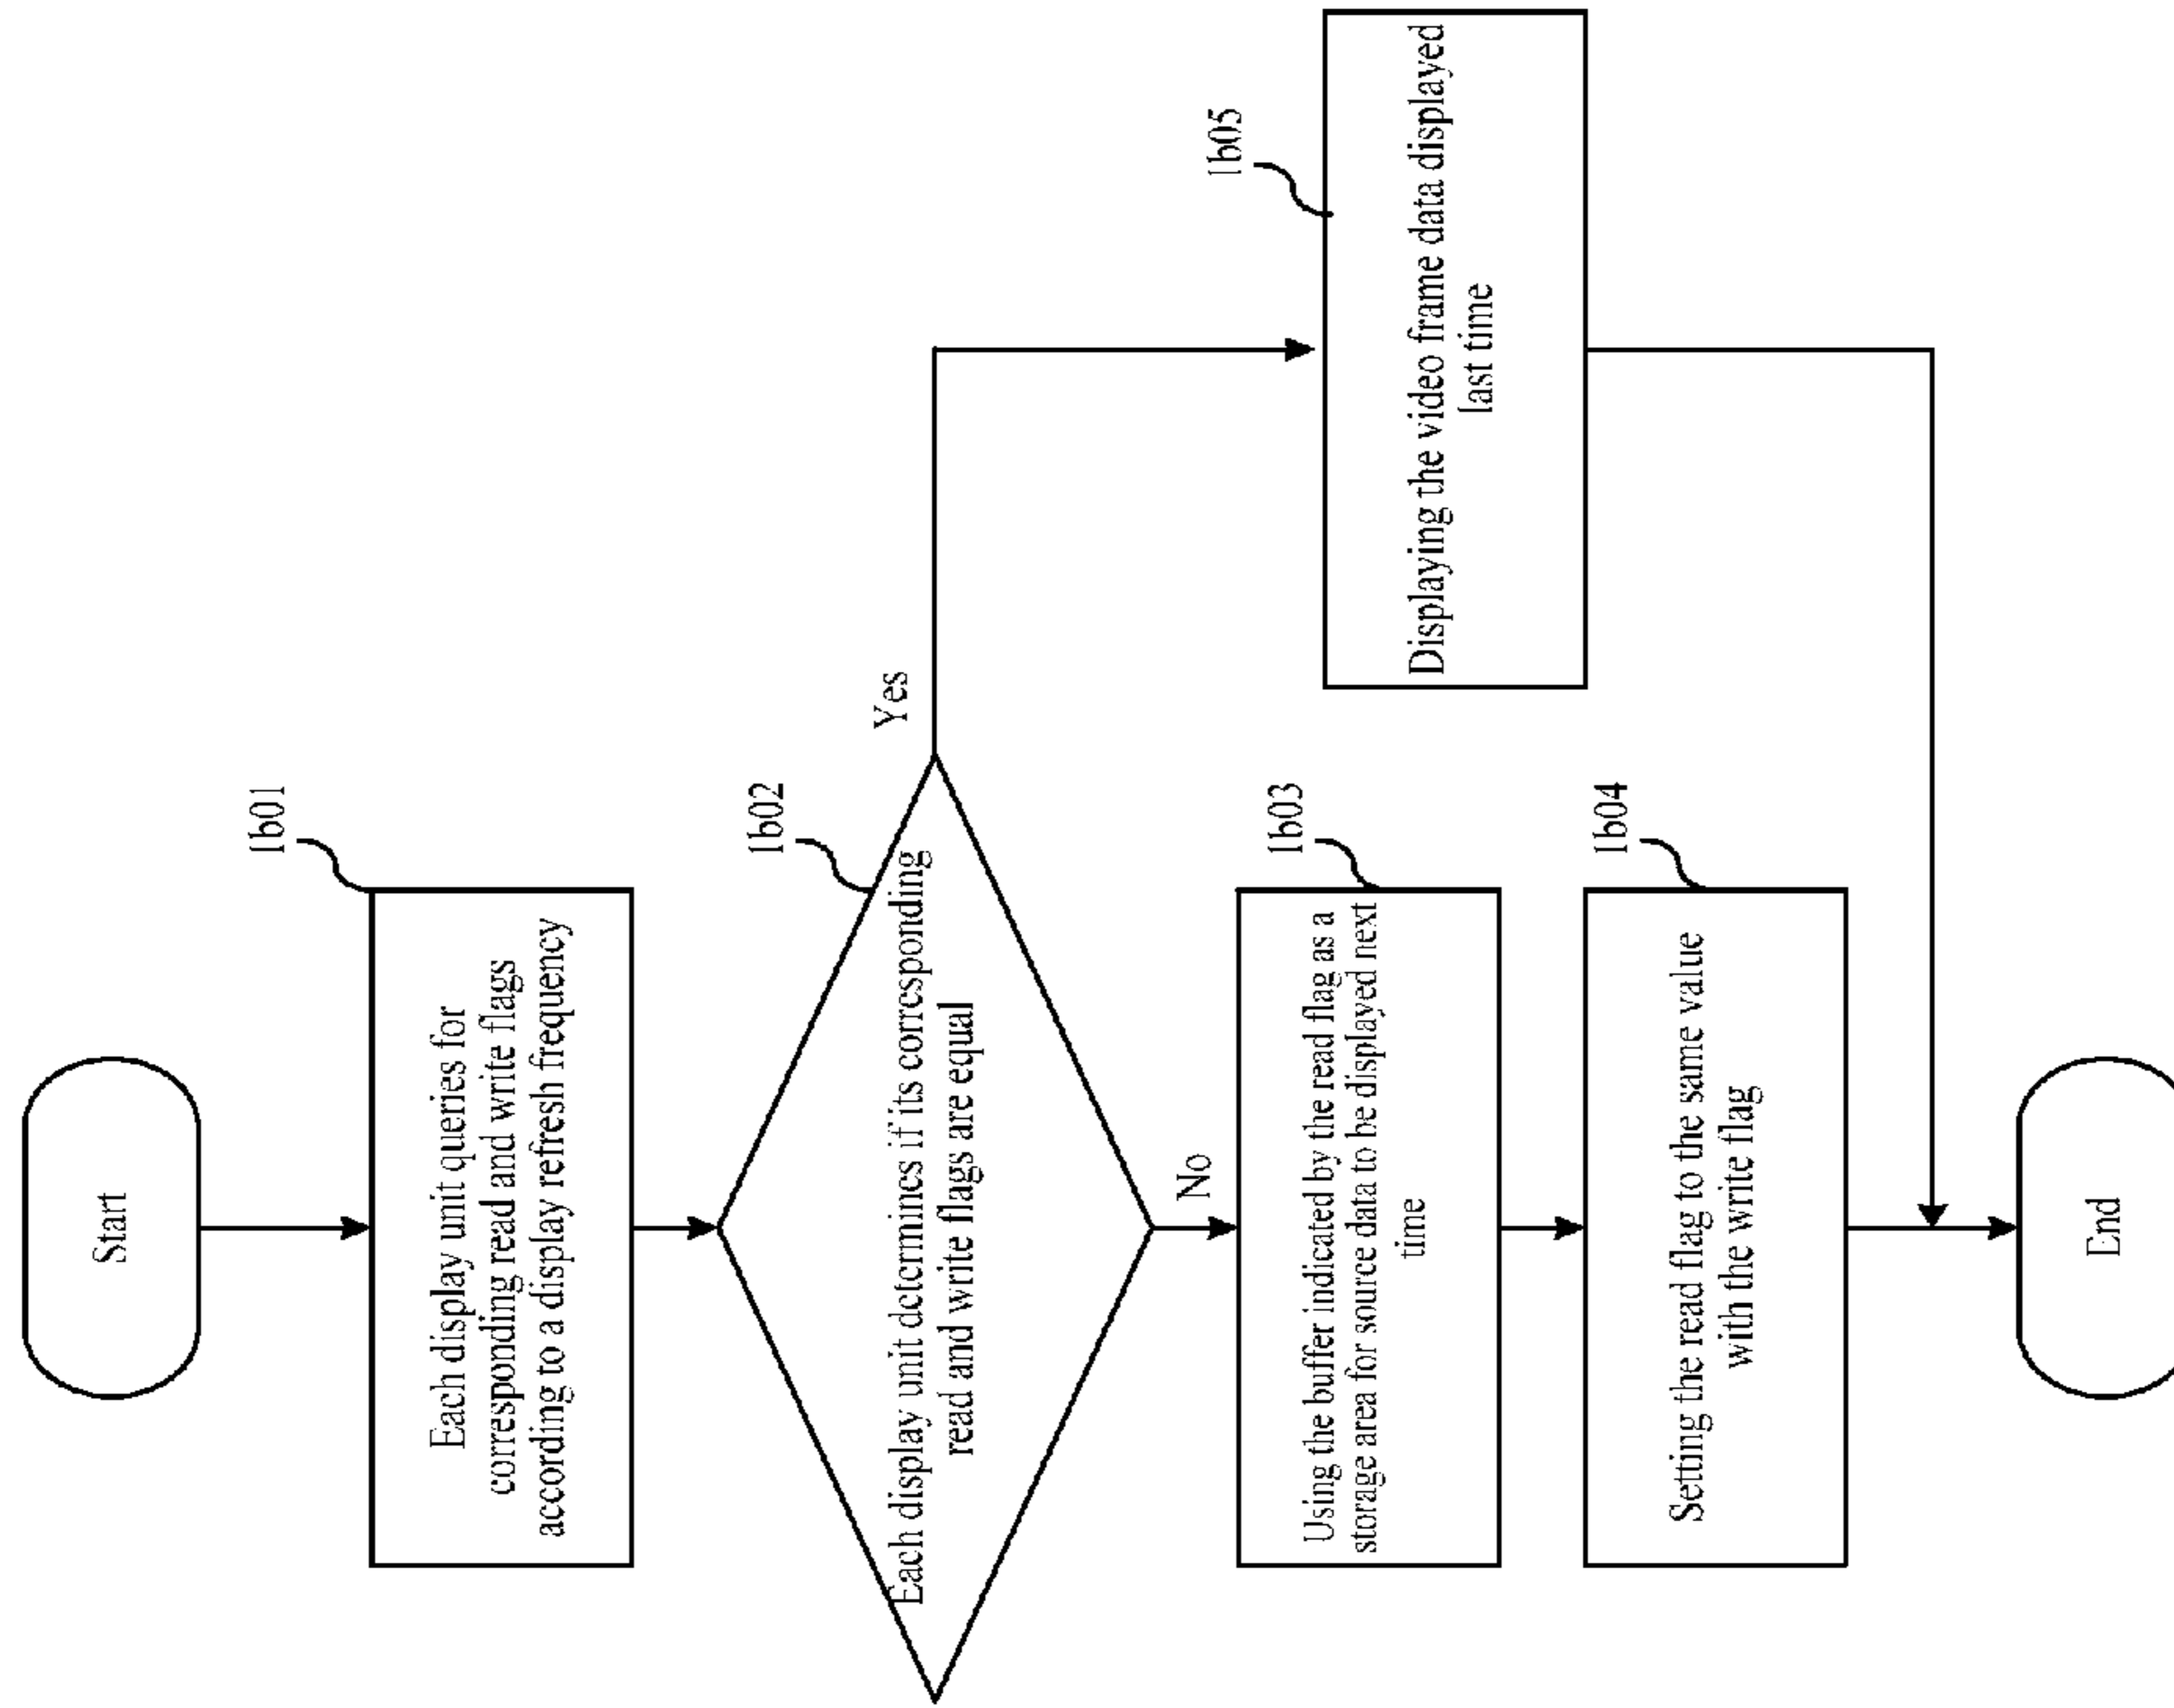 Start
1b01
Each display unit queries for
corresponding read and write flags
according to a display refresh frequency
1b02
Each display unit determines if its corresponding
read and write flags are equal
Yes
No
1b03
Using the buffer indicated by the read flag as a
storage area for source data to be displayed next
time
1b04
Setting the read flag to the same value
with the write flag
1b05
Displaying the video frame data displayed
last time
End